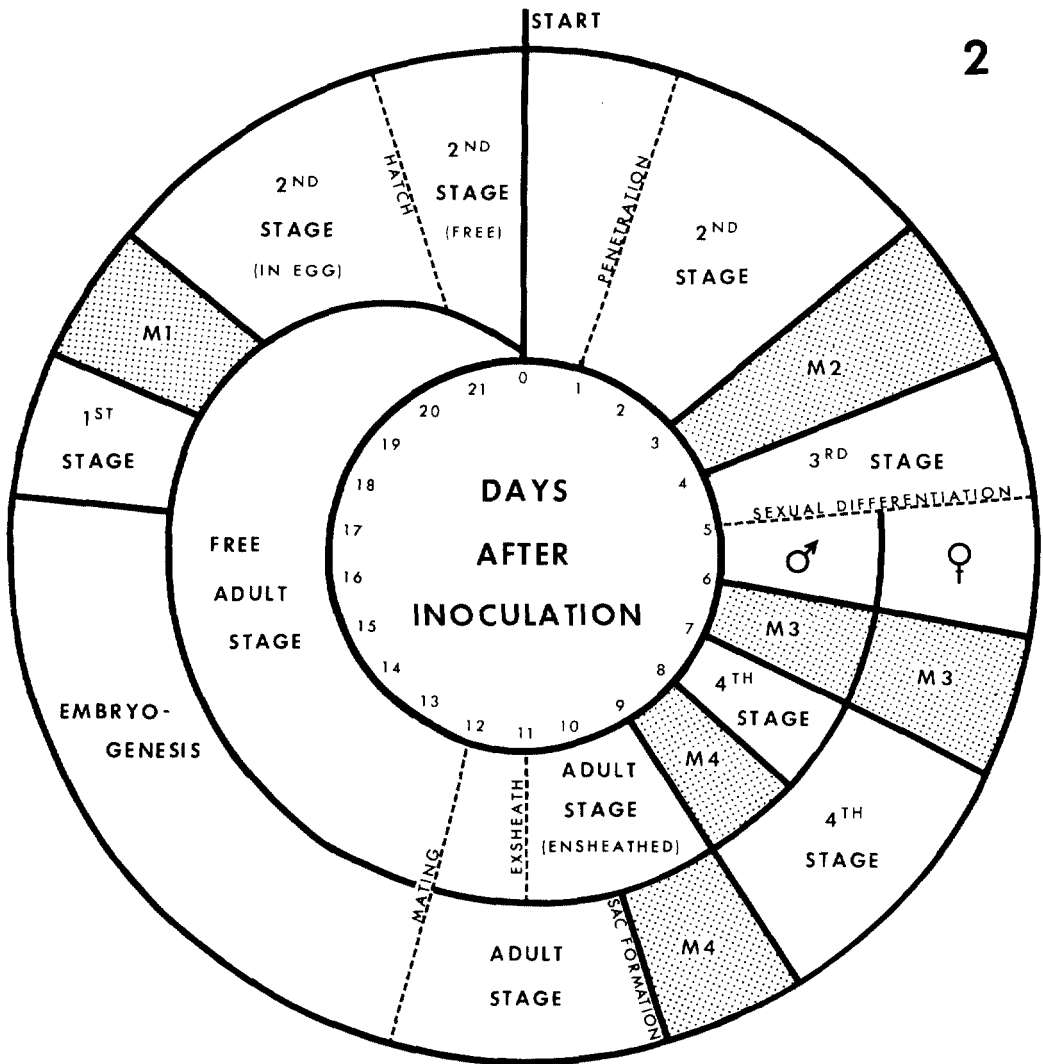 START
2
2ND
STAGE
(FREE)
HATCH
2ND
STAGE
(IN EGG)
PENETRATION
2ND
STAGE
M1
M2
1ST
STAGE
3RD STAGE
SEXUAL DIFFERENTIATION
♂
♀
M3
M3
4TH
STAGE
4TH
STAGE
M4
M4
ADULT
STAGE
(ENSHEATHED)
EXSHEATH
MATING
SAC FORMATION
ADULT
STAGE
FREE
ADULT
STAGE
EMBRYO-
GENESIS
DAYS
AFTER
INOCULATION
0
1
2
3
4
5
6
7
8
9
10
11
12
13
14
15
16
17
18
19
20
21